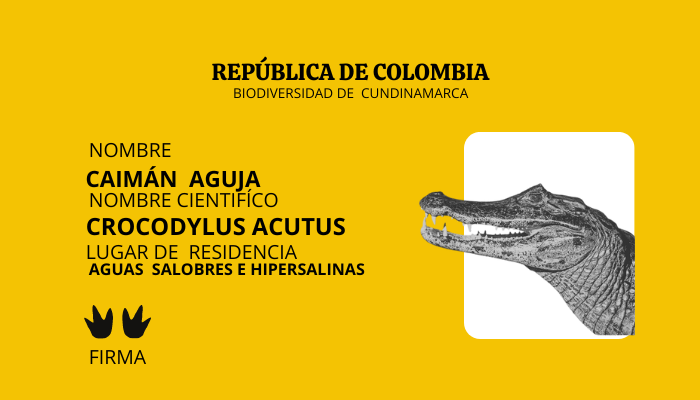 REPÚBLICA DE COLOMBIA
BIODIVERSIDAD DE CUNDINAMARCA
NOMBRE
CAIMÁN AGUJA
NOMBRE CIENTIFÍCO
CROCODYLUS ACUTUS
LUGAR DE RESIDENCIA
AGUAS SALOBRES E HIPERSALINAS
FIRMA